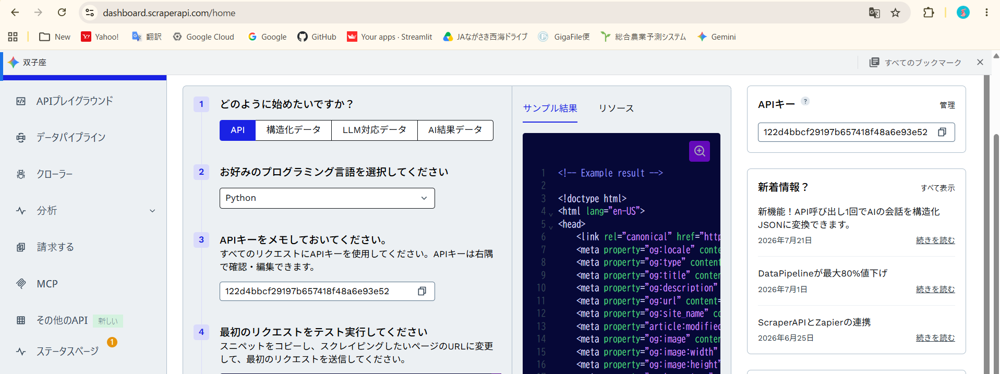 dashboard.scraperapi.com/home
New
Yahoo!
翻訳
Google Cloud
Google
GitHub
Your apps · Streamlit
JAながさき西海ドライブ
GigaFile便
総合農業予測システム
Gemini
双子座
すべてのブックマーク
APIプレイグラウンド
データパイプライン
クローラー
分析
請求する
MCP
その他のAPI 新しい
ステータスページ 1
1 どのように始めたいですか？
API 構造化データ LLM対応データ AI結果データ
2 お好みのプログラミング言語を選択してください
Python
3 APIキーをメモしておいてください。
すべてのリクエストにAPIキーを使用してください。APIキーは右隅
で確認・編集できます。
122d4bbcf29197b657418f48a6e93e52
4 最初のリクエストをテスト実行してください
スニペットをコピーし、スクレイピングしたいページのURLに変更
して、最初のリクエストを送信してください。
サンプル結果 リソース
1 <!-- Example result -->
2
3 <!doctype html>
4 <html lang="en-US">
5 <head>
6 <link rel="canonical" href="http
7 <meta property="og:locale" conte
8 <meta property="og:type" content
9 <meta property="og:title" conten
10 <meta property="og:description"
11 <meta property="og:url" content=
12 <meta property="og:site_name" co
13 <meta property="article:modified
14 <meta property="og:image" conten
15 <meta property="og:image:width"
16 <meta property="og:image:height"
APIキー ? 管理
122d4bbcf29197b657418f48a6e93e52
新着情報？ すべて表示
新機能！API呼び出し1回でAIの会話を構造化
JSONに変換できます。
2026年7月21日 続きを読む
DataPipelineが最大80%値下げ
2026年7月1日 続きを読む
ScraperAPIとZapierの連携
2026年6月25日 続きを読む